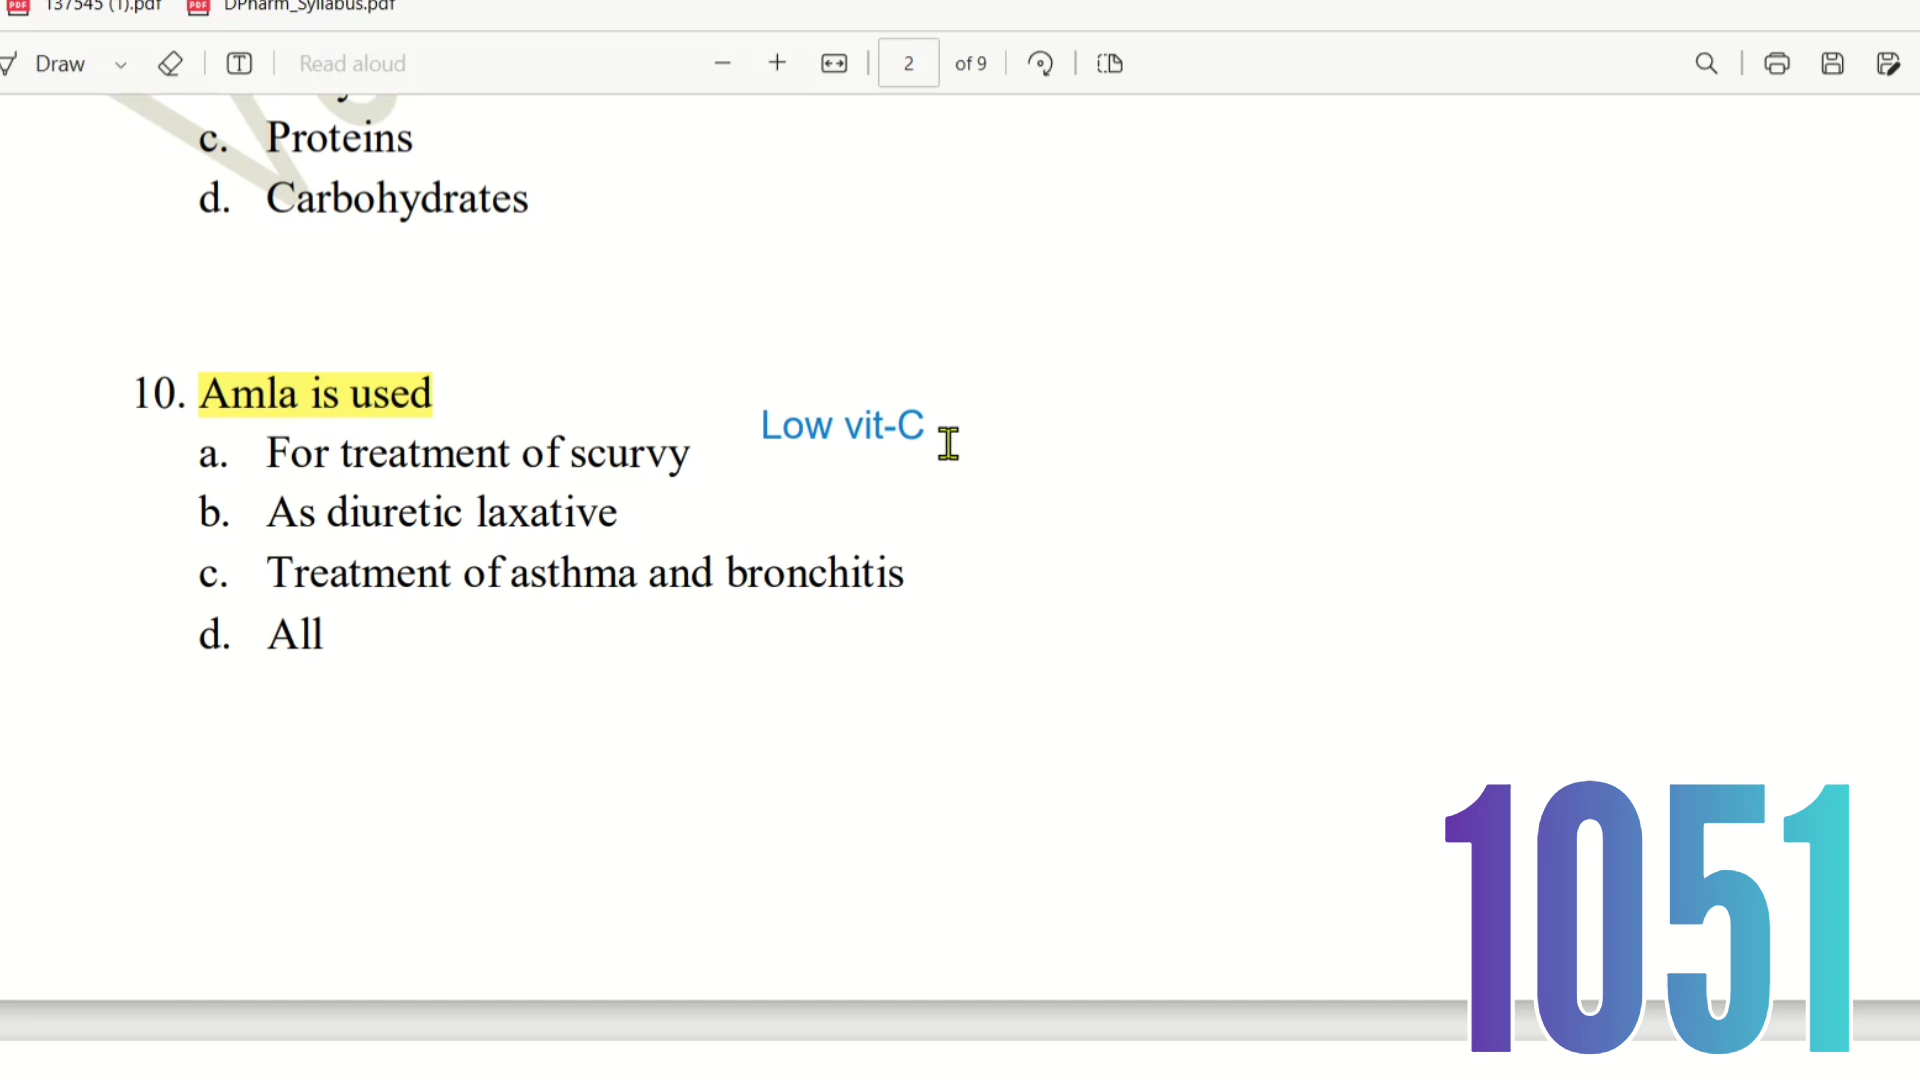 137545 (1).pdf DPharm_Syllabus.pdf
Draw Read aloud 2 of 9
c. Proteins
d. Carbohydrates
10. Amla is used
Low vit-C
a. For treatment of scurvy
b. As diuretic laxative
c. Treatment of asthma and bronchitis
d. All
1051